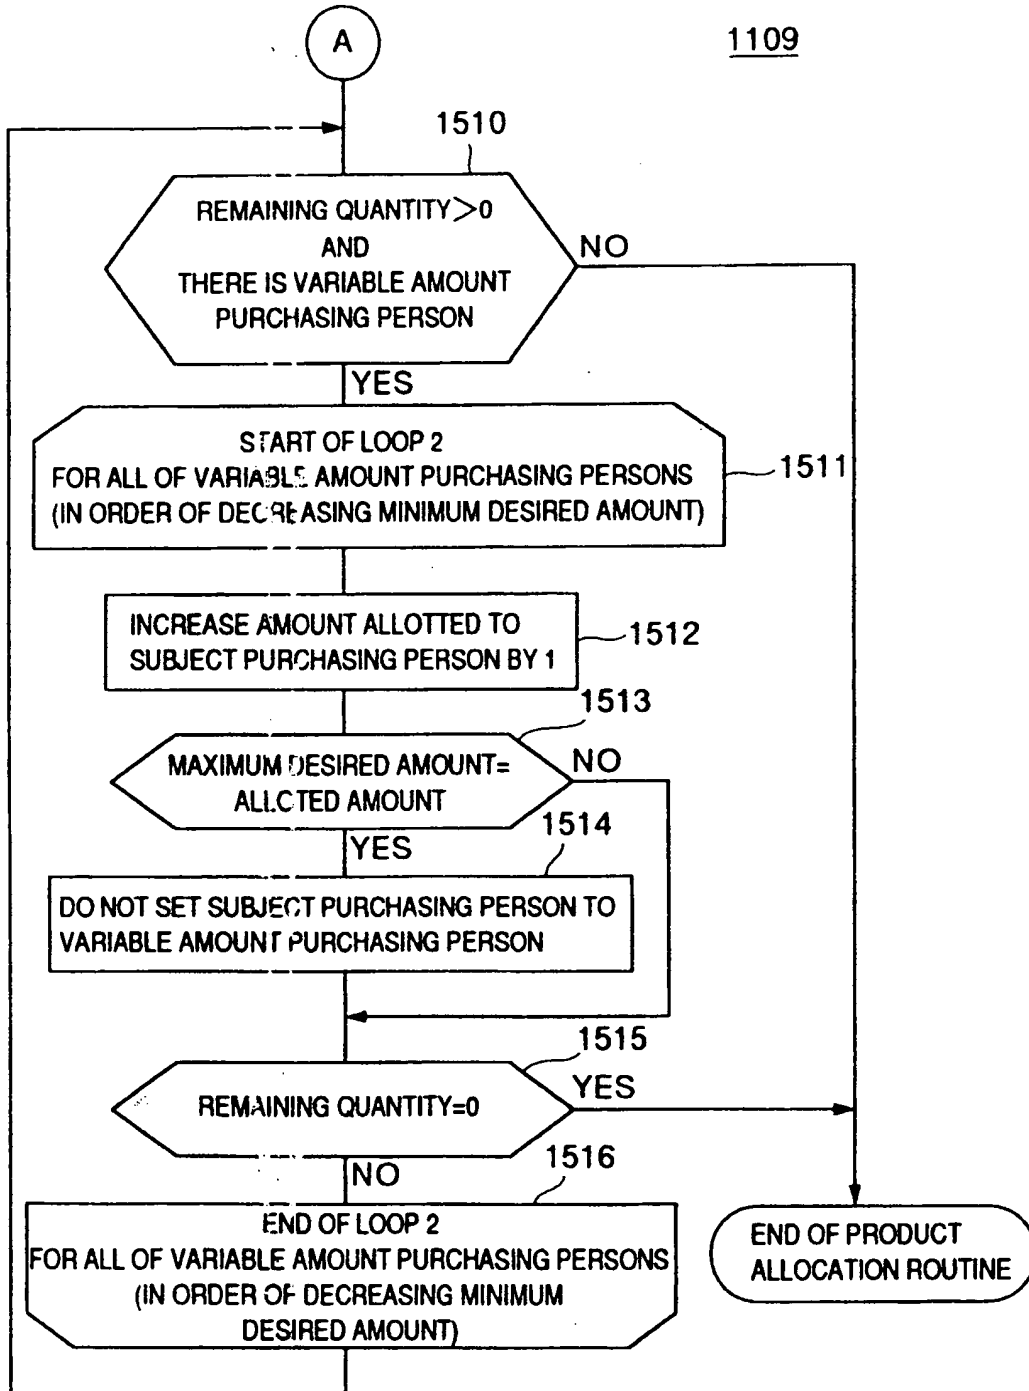 A
1109
1510
REMAINING QUANTITY>0
AND
THERE IS VARIABLE AMOUNT
PURCHASING PERSON
NO
YES
START OF LOOP 2
FOR ALL OF VARIABLE AMOUNT PURCHASING PERSONS
(IN ORDER OF DECREASING MINIMUM DESIRED AMOUNT)
1511
INCREASE AMOUNT ALLOTTED TO
SUBJECT PURCHASING PERSON BY 1
1512
1513
MAXIMUM DESIRED AMOUNT=
ALLOTED AMOUNT
NO
YES
1514
DO NOT SET SUBJECT PURCHASING PERSON TO
VARIABLE AMOUNT PURCHASING PERSON
1515
REMAINING QUANTITY=0
YES
NO
1516
END OF LOOP 2
FOR ALL OF VARIABLE AMOUNT PURCHASING PERSONS
(IN ORDER OF DECREASING MINIMUM
DESIRED AMOUNT)
END OF PRODUCT
ALLOCATION ROUTINE